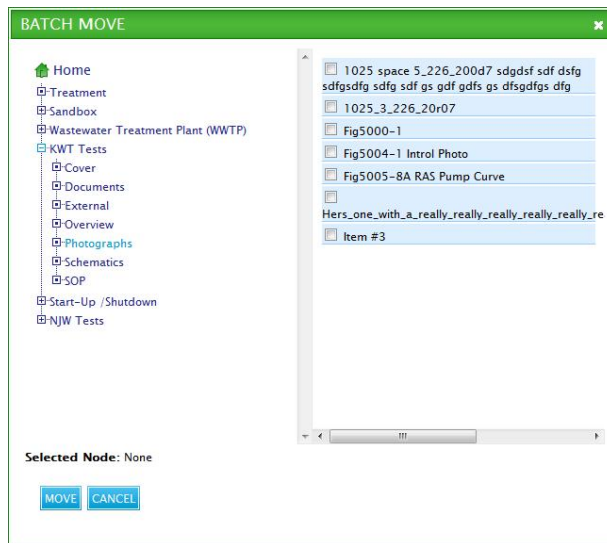 BATCH MOVE
Home
Treatment
Sandbox
Wastewater Treatment Plant (WWTP)
KWT Tests
Cover
Documents
External
Overview
Photographs
Schematics
SOP
Start-Up /Shutdown
NJW Tests
1025 space 5_226_200d7 sdgdsf sdf dsfg
sdfgsdfg sdfg sdf gs gdf gdfs gs dfsgdfgs dfg
1025_3_226_20r07
Fig5000-1
Fig5004-1 Introl Photo
Fig5005-8A RAS Pump Curve
Hers_one_with_a_really_really_really_really_really_re
Item #3
Selected Node: None
MOVE
CANCEL